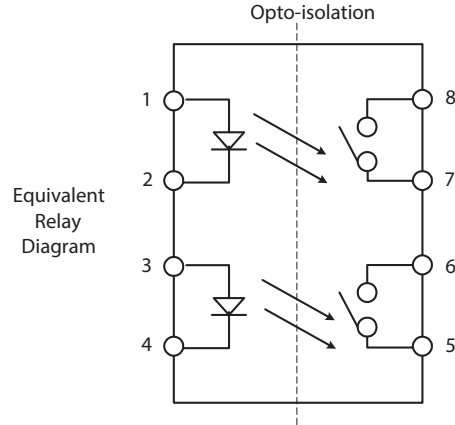 Opto-isolation
1
8
2
7
Equivalent
Relay
Diagram
3
6
4
5